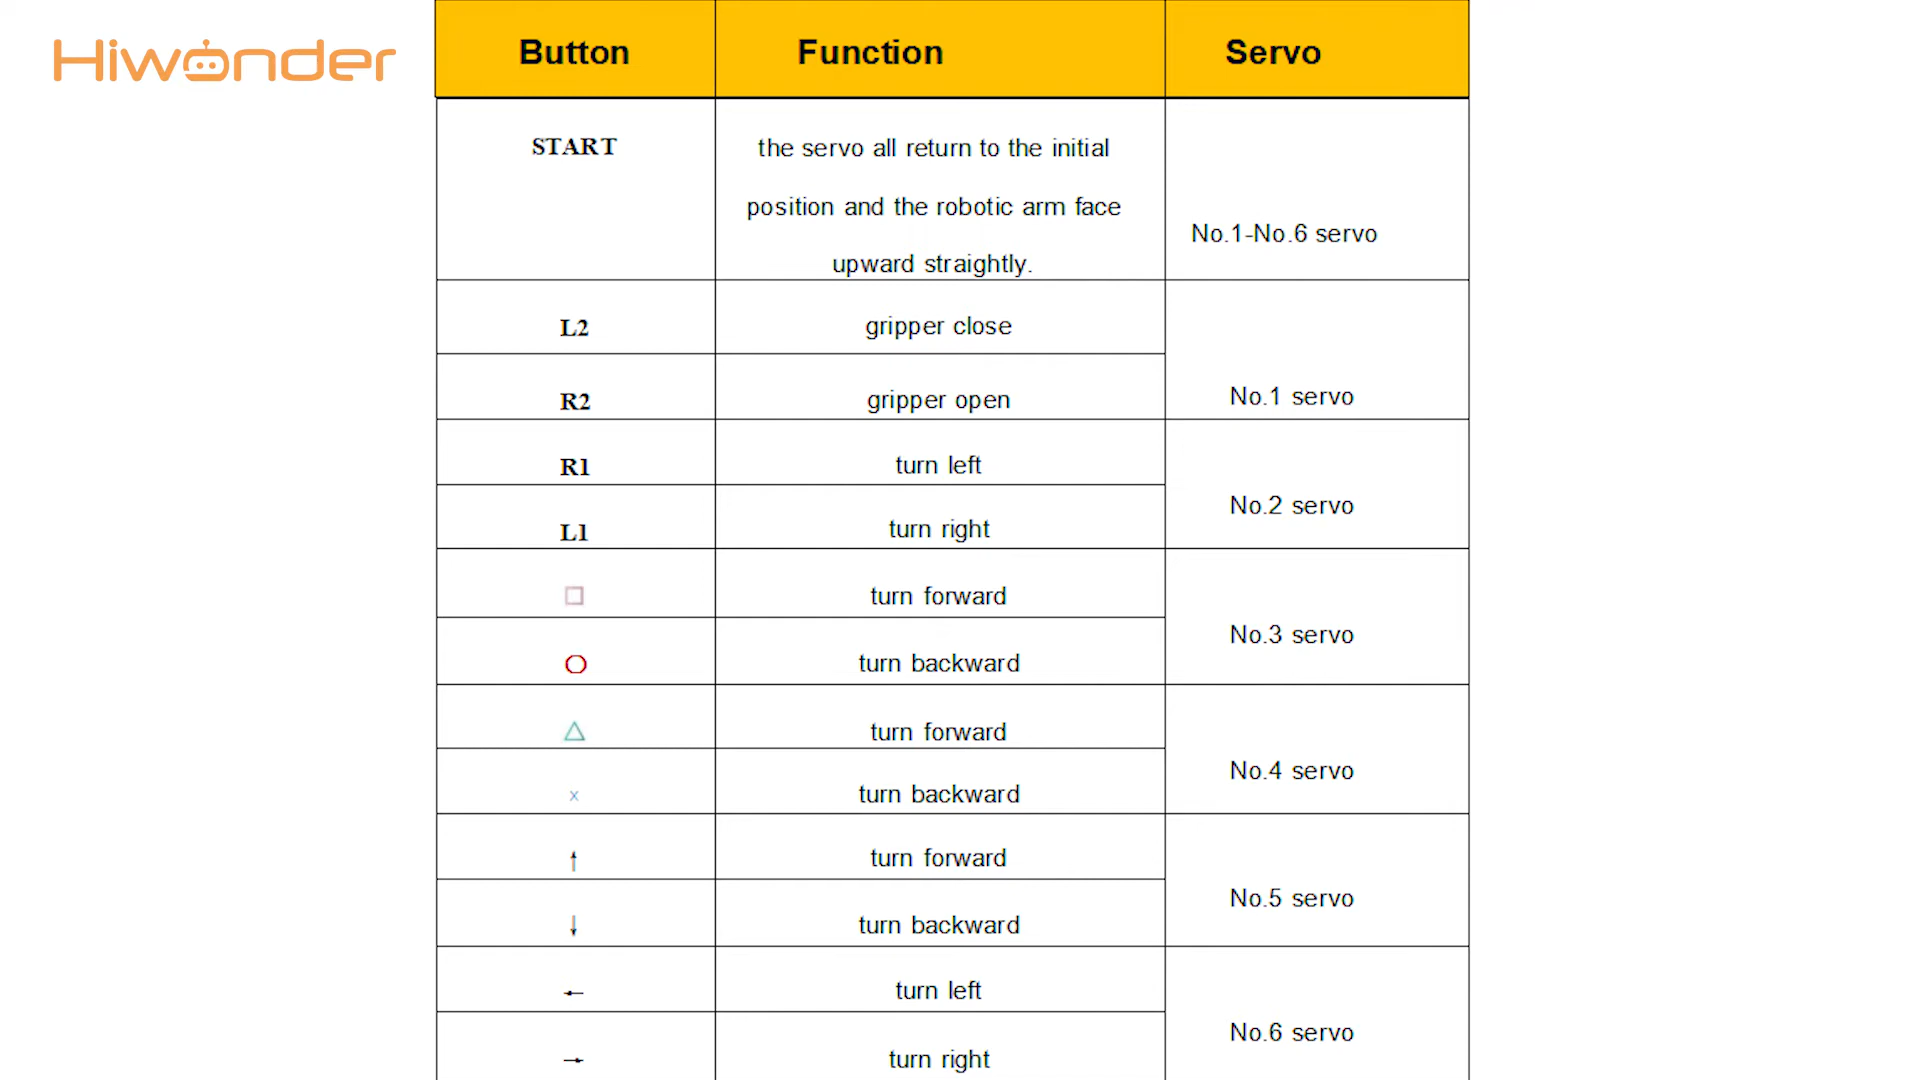 Hiwonder
Button Function Servo
START
the servo all return to the initial
position and the robotic arm face
upward straightly.
No.1-No.6 servo
L2 gripper close
R2 gripper open
No.1 servo
R1 turn left
L1 turn right
No.2 servo
□ turn forward
○ turn backward
No.3 servo
△ turn forward
x turn backward
No.4 servo
↑ turn forward
↓ turn backward
No.5 servo
← turn left
→ turn right
No.6 servo